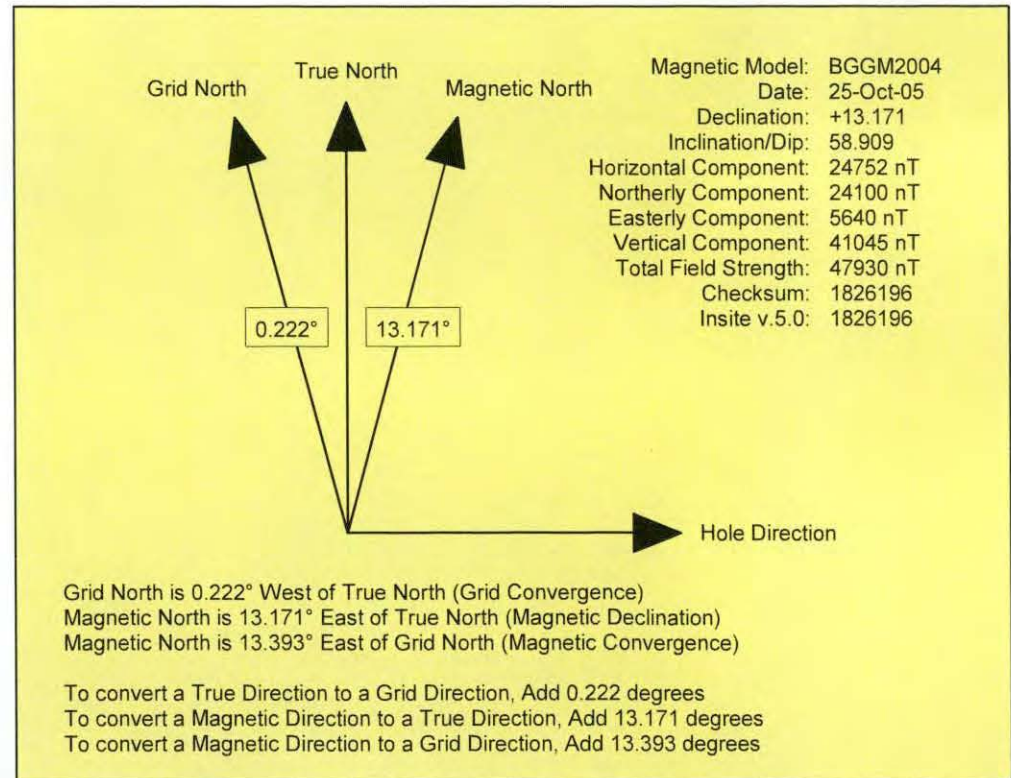 Grid North
True North
Magnetic North
Magnetic Model: BGGM2004
Date: 25-Oct-05
Declination: +13.171
Inclination/Dip: 58.909
Horizontal Component: 24752 nT
Northerly Component: 24100 nT
Easterly Component: 5640 nT
Vertical Component: 41045 nT
Total Field Strength: 47930 nT
Checksum: 1826196
Insite v.5.0: 1826196
0.222°
13.171°
Hole Direction
Grid North is 0.222° West of True North (Grid Convergence)
Magnetic North is 13.171° East of True North (Magnetic Declination)
Magnetic North is 13.393° East of Grid North (Magnetic Convergence)
To convert a True Direction to a Grid Direction, Add 0.222 degrees
To convert a Magnetic Direction to a True Direction, Add 13.171 degrees
To convert a Magnetic Direction to a Grid Direction, Add 13.393 degrees